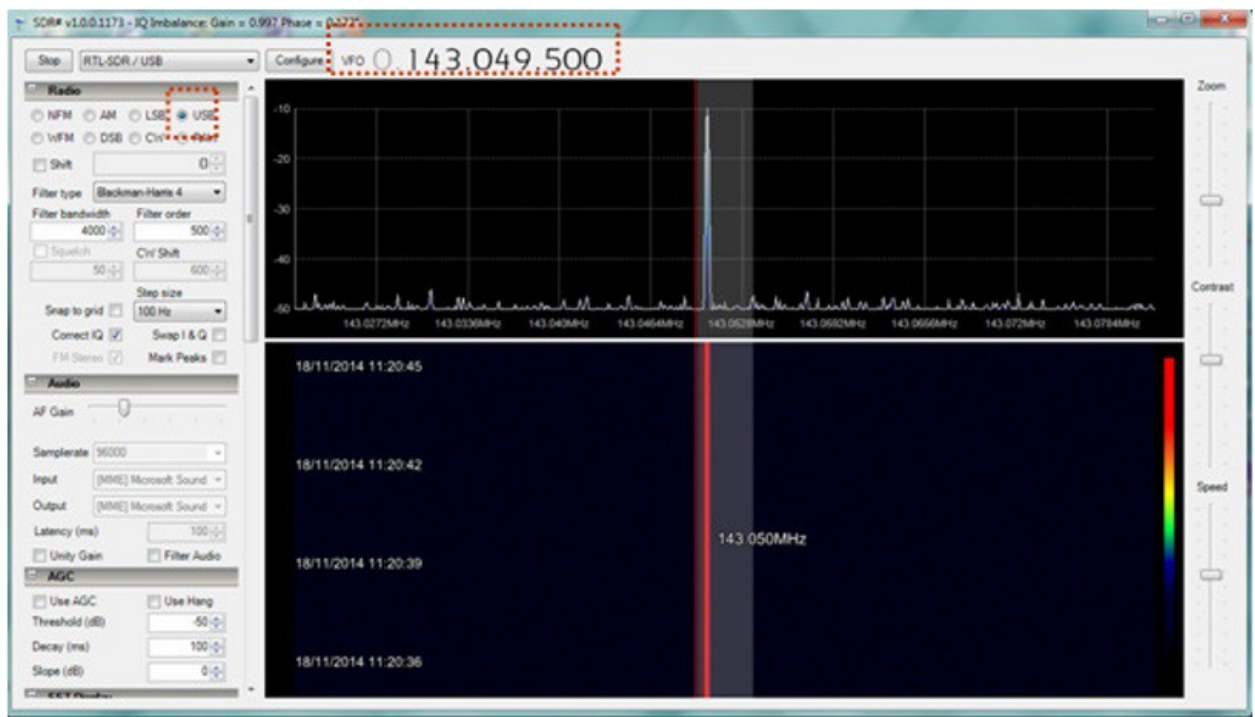 SDR# v1.0.0.1173 - IQ Imbalance: Gain = 0.997 Phase = 0.172°
Stop RTL-SDR / USB Configure VFO 0.143.049.500
Radio
NFM AM LSB USB
WFM DSB CW RAW
Shift 0
Filter type Blackman-Harris 4
Filter bandwidth Filter order
4000 500
Squelch CW Shift
50 600
Step size
Snap to grid 100 Hz
Correct IQ Swap I & Q
FM Stereo Mark Peaks
Audio
AF Gain
Samplerate 96000
Input [MME] Microsoft Sound
Output [MME] Microsoft Sound
Latency (ms) 100
Unity Gain Filter Audio
AGC
Use AGC Use Hang
Threshold (dB) -50
Decay (ms) 100
Slope (dB) 0
-10
-20
-30
-40
-50
143.0272MHz 143.0336MHz 143.040MHz 143.0464MHz 143.0528MHz 143.0592MHz 143.0656MHz 143.072MHz 143.0784MHz
18/11/2014 11:20:45
18/11/2014 11:20:42
143.050MHz
18/11/2014 11:20:39
18/11/2014 11:20:36
Zoom
Contrast
Speed